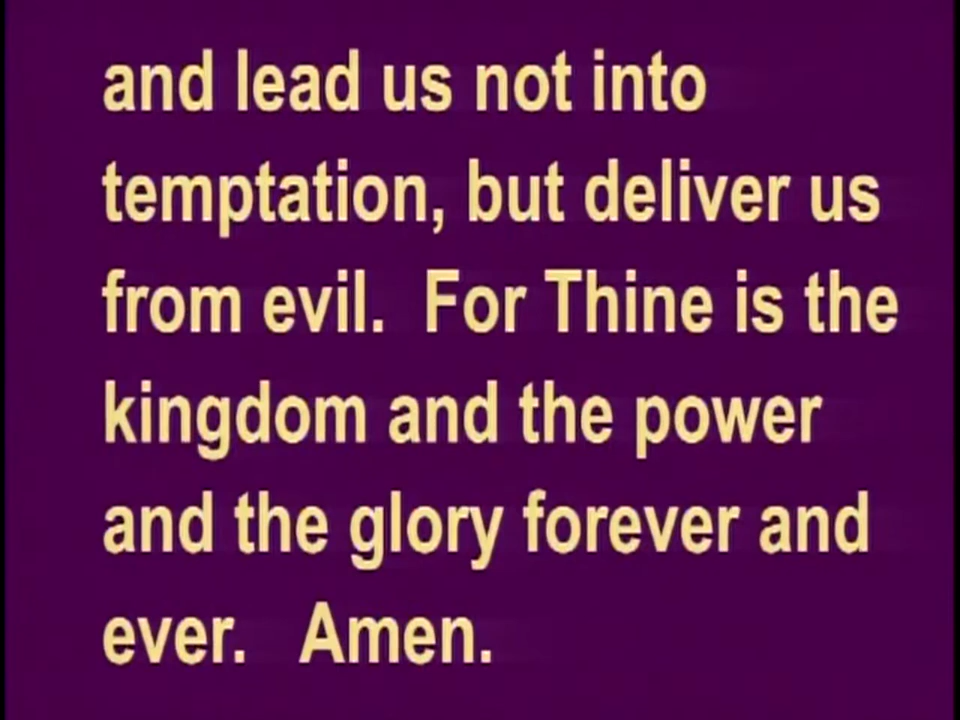 and lead us not into
temptation, but deliver us
from evil.  For Thine is the
kingdom and the power
and the glory forever and
ever.   Amen.